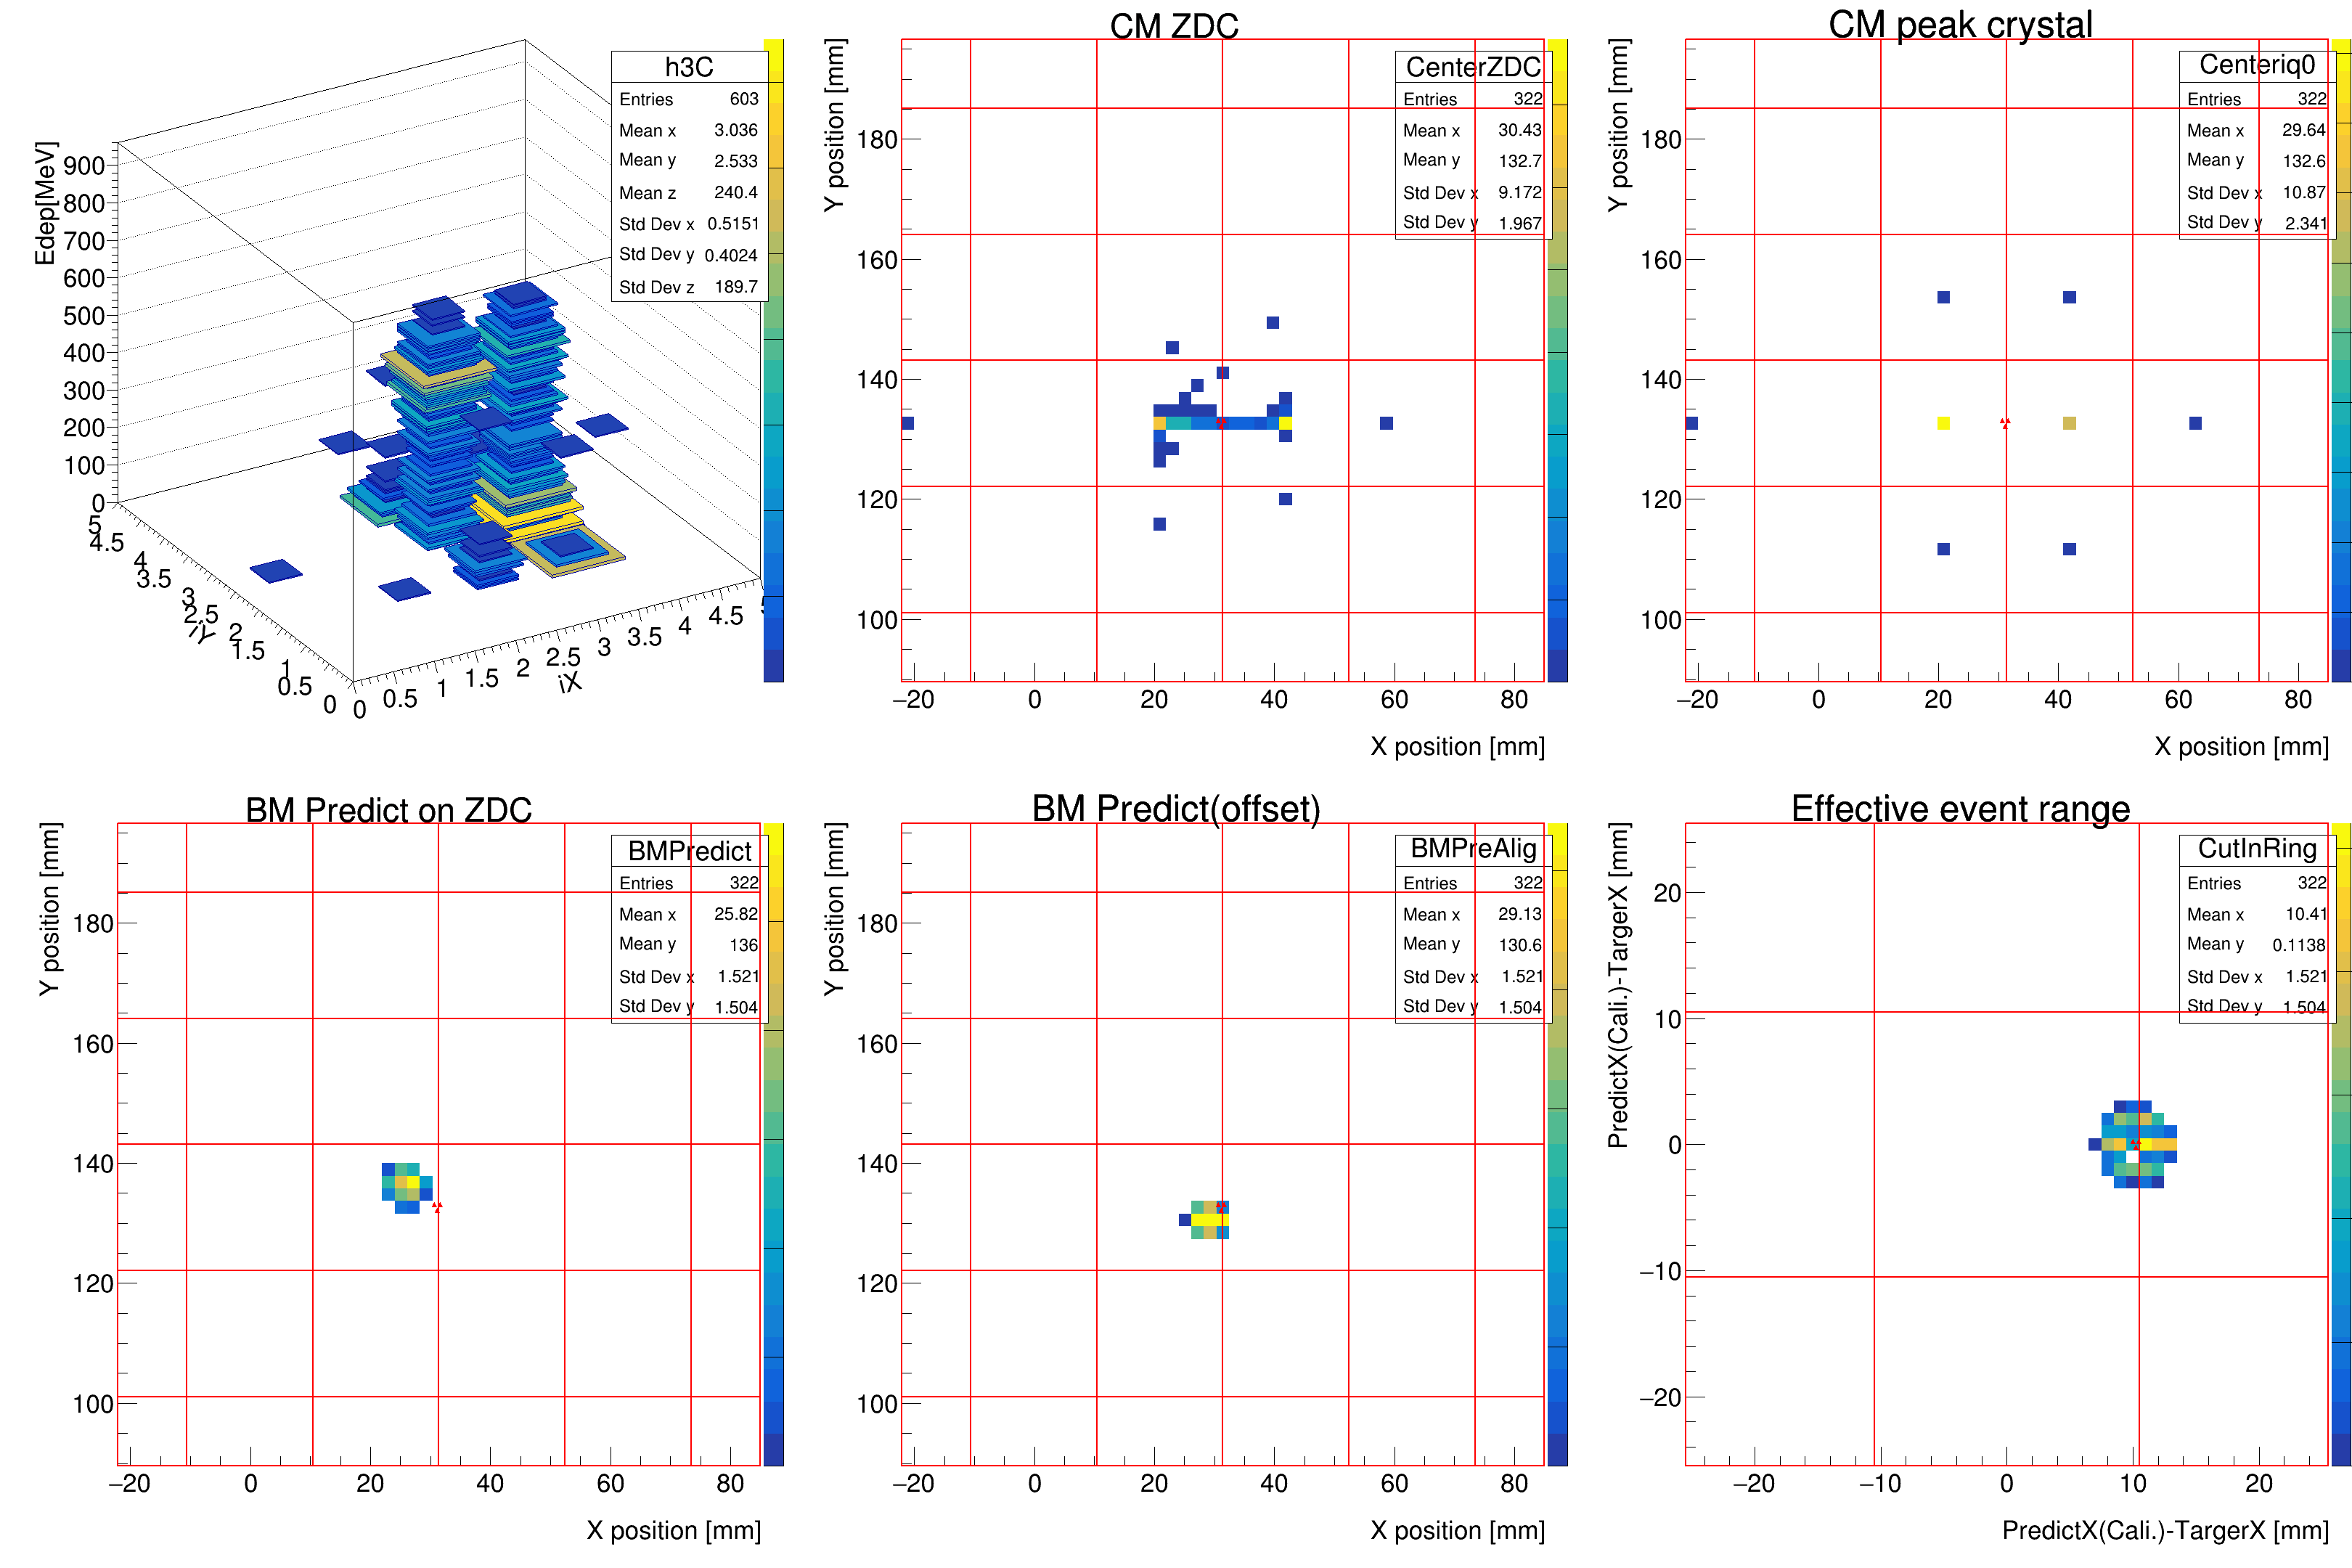 h3C
Entries 603
Mean x 3.036
Mean y 2.533
Mean z 240.4
Std Dev x 0.5151
Std Dev y 0.4024
Std Dev z 189.7
Edep[MeV]
900
800
700
600
500
400
300
200
100
0
5
4.5
4
3.5
3
2.5
2
1.5
1
0.5
0
iY
0
0.5
1
1.5
2
2.5
3
3.5
4
4.5
iX
CM ZDC
CenterZDC
Entries 322
Mean x 30.43
Mean y 132.7
Std Dev x 9.172
Std Dev y 1.967
Y position [mm]
180
160
140
120
100
−20 0 20 40 60 80
X position [mm]
CM peak crystal
Centeriq0
Entries 322
Mean x 29.64
Mean y 132.6
Std Dev x 10.87
Std Dev y 2.341
Y position [mm]
180
160
140
120
100
−20 0 20 40 60 80
X position [mm]
BM Predict on ZDC
BMPredict
Entries 322
Mean x 25.82
Mean y 136
Std Dev x 1.521
Std Dev y 1.504
Y position [mm]
180
160
140
120
100
−20 0 20 40 60 80
X position [mm]
BM Predict(offset)
BMPreAlig
Entries 322
Mean x 29.13
Mean y 130.6
Std Dev x 1.521
Std Dev y 1.504
Y position [mm]
180
160
140
120
100
−20 0 20 40 60 80
X position [mm]
Effective event range
CutInRing
Entries 322
Mean x 10.41
Mean y 0.1138
Std Dev x 1.521
Std Dev y 1.504
PredictX(Cali.)-TargerX [mm]
20
10
0
−10
−20
−20 −10 0 10 20
PredictX(Cali.)-TargerX [mm]